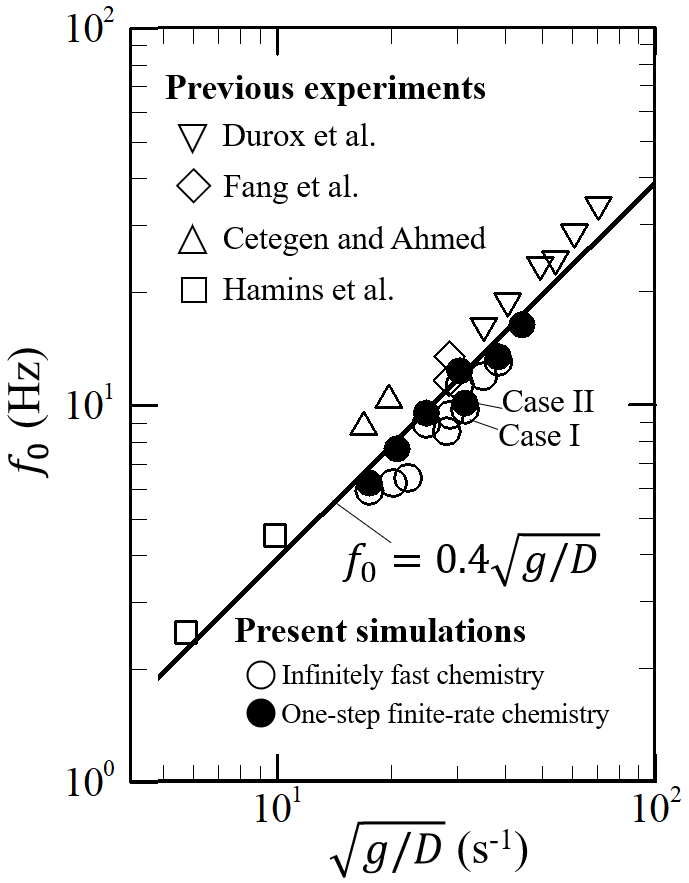 10²
Previous experiments
Durox et al.
Fang et al.
Cetegen and Ahmed
Hamins et al.
f₀ (Hz)
10¹
Case II
Case I
f₀ = 0.4√g/D
Present simulations
Infinitely fast chemistry
One-step finite-rate chemistry
10⁰
10¹
10²
√g/D (s⁻¹)